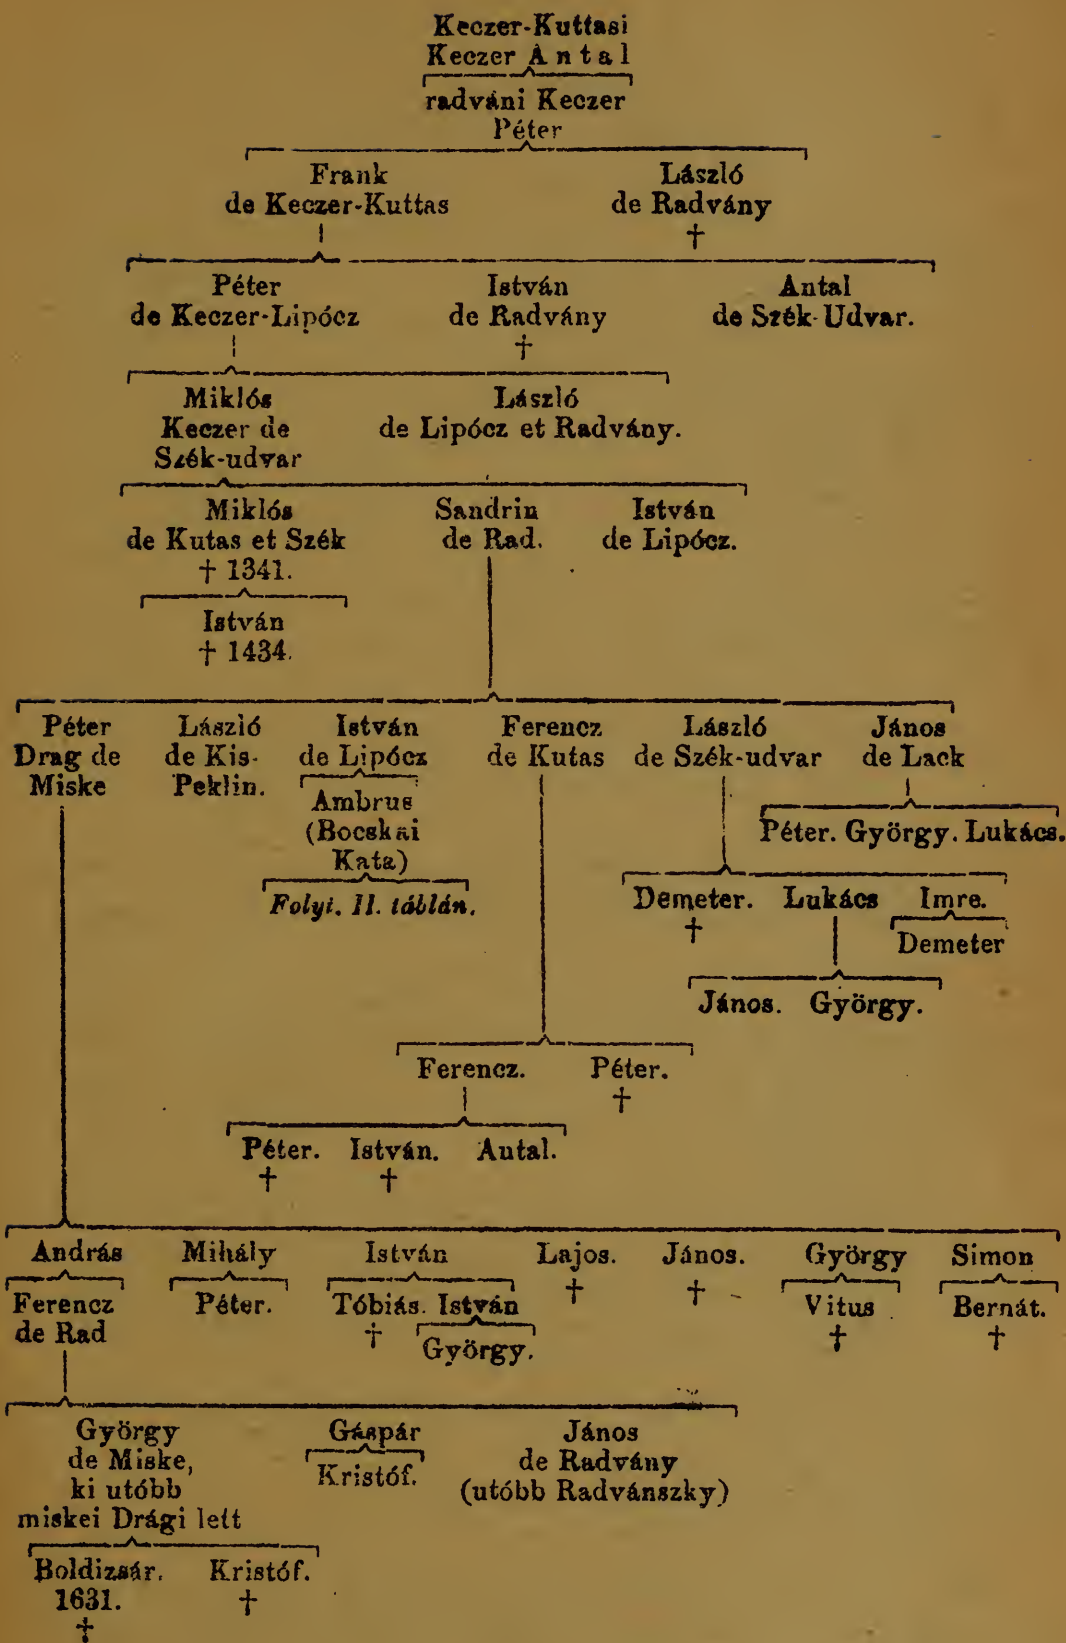 Keczer-Kuttasi
Keczer Antal
radváni Keczer
Péter
Frank László
de Keczer-Kuttas de Radvány
†
Péter István Antal
de Keczer-Lipócz de Radvány de Szék-Udvar.
†
Miklós László
Keczer de de Lipócz et Radvány.
Szék-udvar
Miklós Sandrin István
de Kutas et Szék de Rad. de Lipócz.
† 1341.
István
† 1434.
Péter László István Ferencz László János
Drag de de Kis- de Lipócz de Kutas de Szék-udvar de Lack
Miske Peklin.
Ambrus
(Bocskai
Kata)
Péter. György. Lukács.
Folyt. II. táblán.
Demeter. Lukács Imre.
†
Demeter
János. György.
Ferencz. Péter.
†
Péter. István. Autal.
† †
András Mihály István Lajos. János. György Simon
† †
Ferencz Péter. Tóbiás. István Vitus Bernát.
de Rad † † †
György.
György Gáspár János
de Miske, Kristóf. de Radvány
ki utóbb (utóbb Radvánszky)
miskei Drági lett
Boldizsár. Kristóf.
1631. †
†